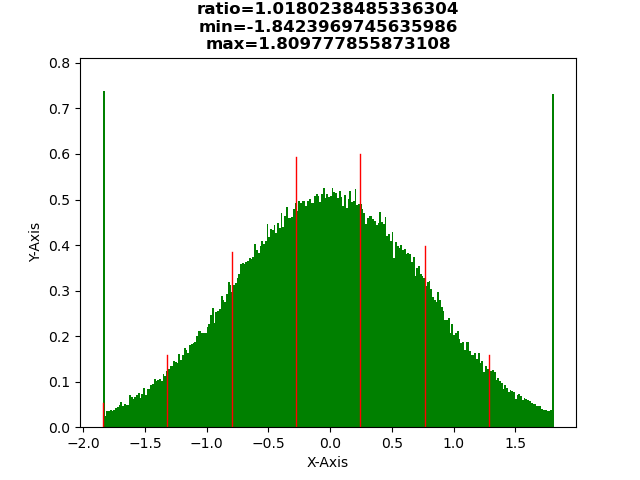 ratio=1.0180238485336304
min=-1.8423969745635986
max=1.809777855873108
0.8
0.7
0.6
0.5
0.4
0.3
0.2
0.1
0.0
Y-Axis
−2.0 −1.5 −1.0 −0.5 0.0 0.5 1.0 1.5
X-Axis